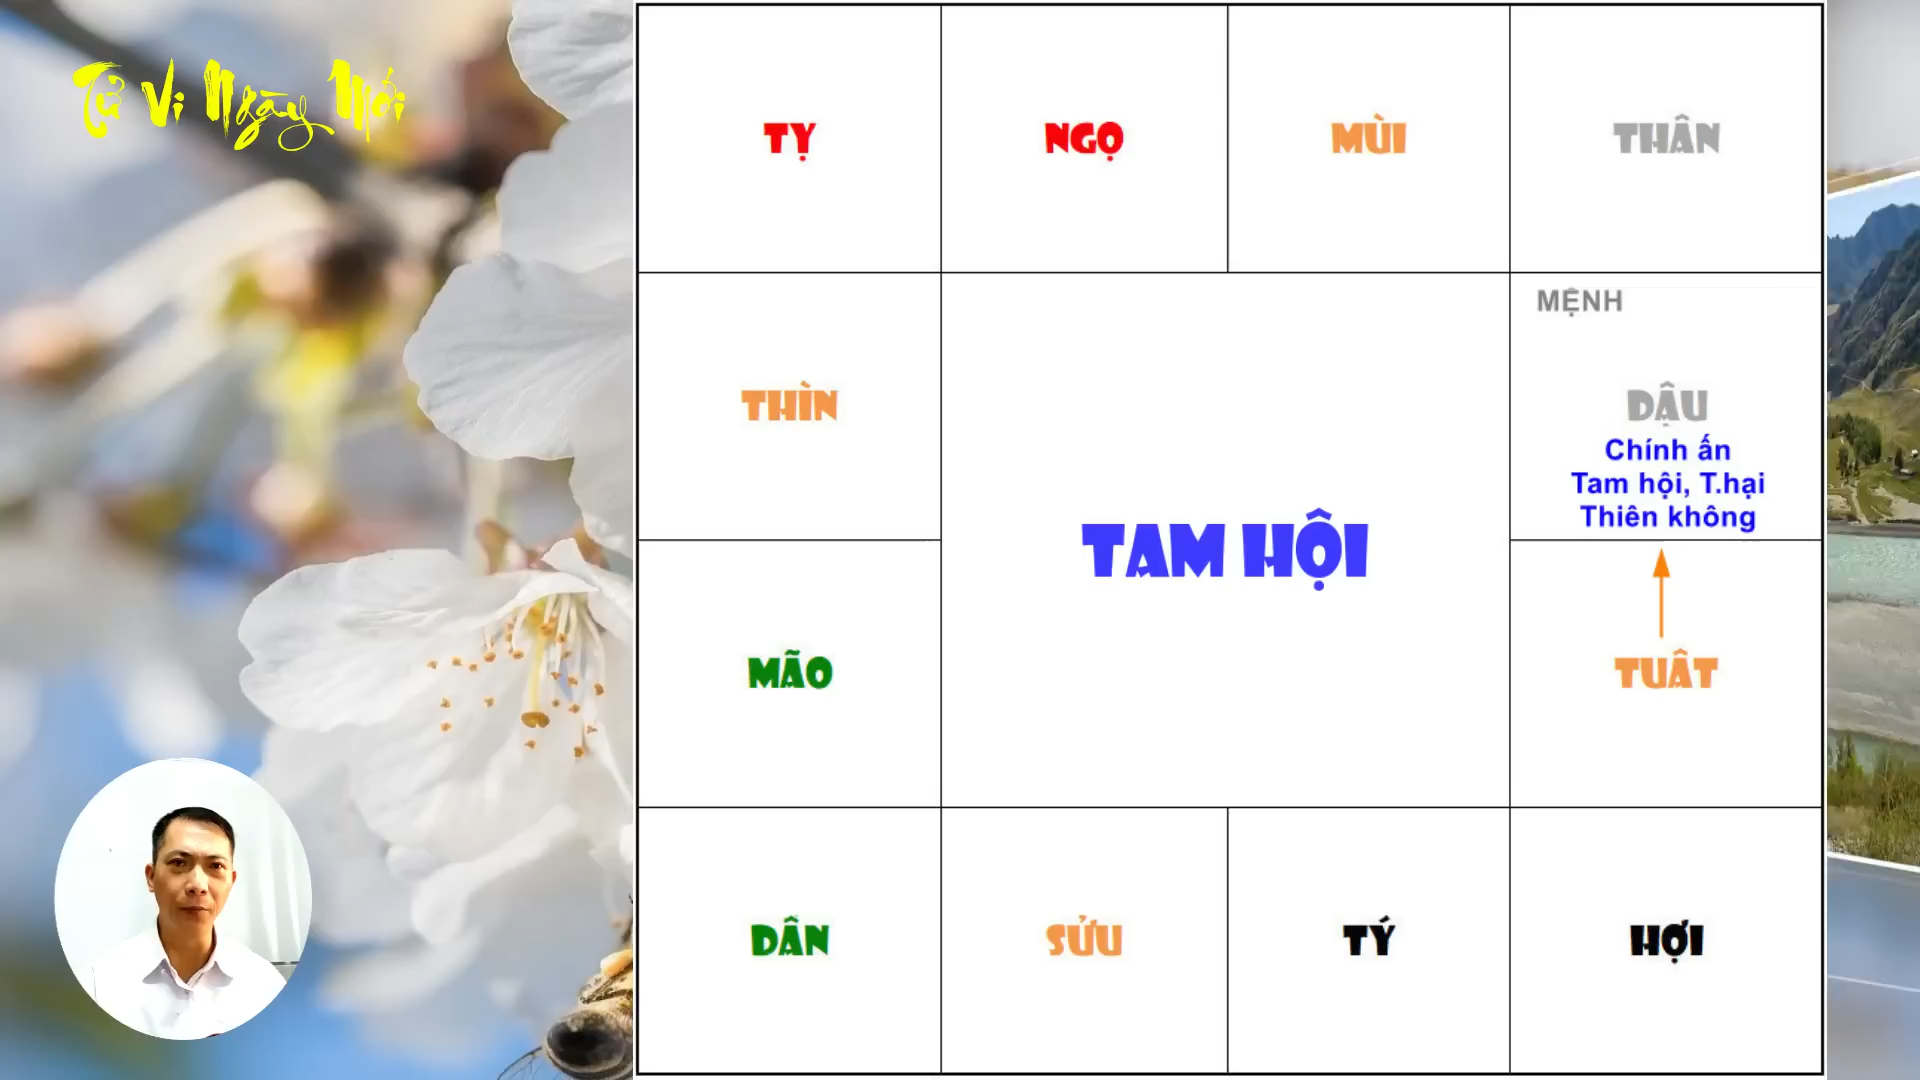 Tử Vi Ngày Mới
TỴ
NGỌ
MÙI
THÂN
THÌN
MỆNH
DẬU
Chính ấn
Tam hội, T.hại
Thiên không
TAM HỘI
MÃO
TUẤT
DẦN
SỬU
TÝ
HỢI